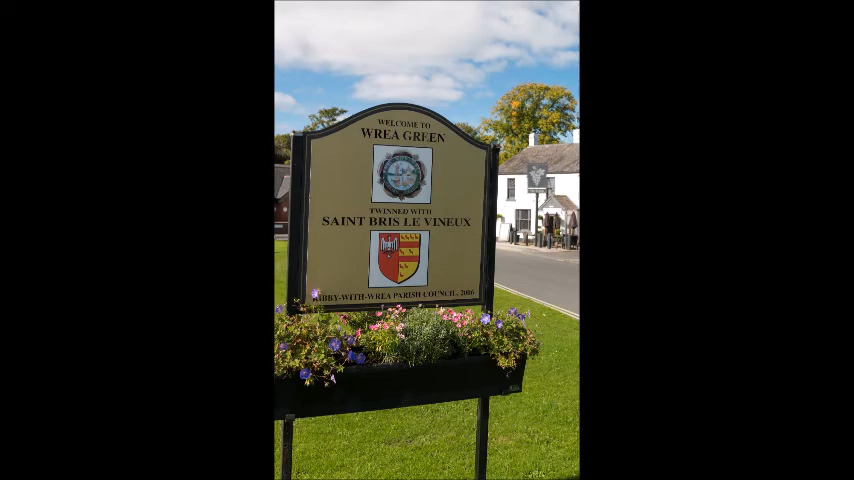 WELCOME TO
WREA GREEN
TWINNED WITH
SAINT BRIS LE VINEUX
RIBBY-WITH-WREA PARISH COUNCIL. 2006